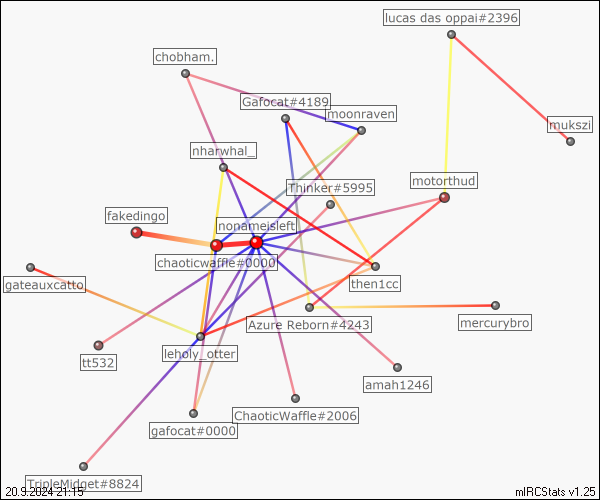 lucas das oppai#2396
chobham.
Gafocat#4189
moonraven
mukszi
nharwhal_
Thinker#5995
motorthud
fakedingo
nonameisleft
chaoticwaffle#0000
gateauxcatto
then1cc
Azure Reborn#4243
mercurybro
leholy_otter
tt532
amah1246
ChaoticWaffle#2006
gafocat#0000
TripleMidget#8824
20.9.2024 21:15
mIRCStats v1.25